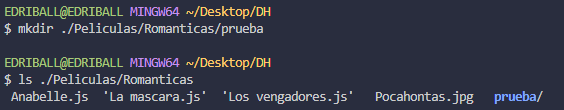 EDRIBALL@EDRIBALL MINGW64 ~/Desktop/DH
$ mkdir ./Peliculas/Romanticas/prueba
EDRIBALL@EDRIBALL MINGW64 ~/Desktop/DH
$ ls ./Peliculas/Romanticas
Anabelle.js 'La mascara.js' 'Los vengadores.js' Pocahontas.jpg prueba/